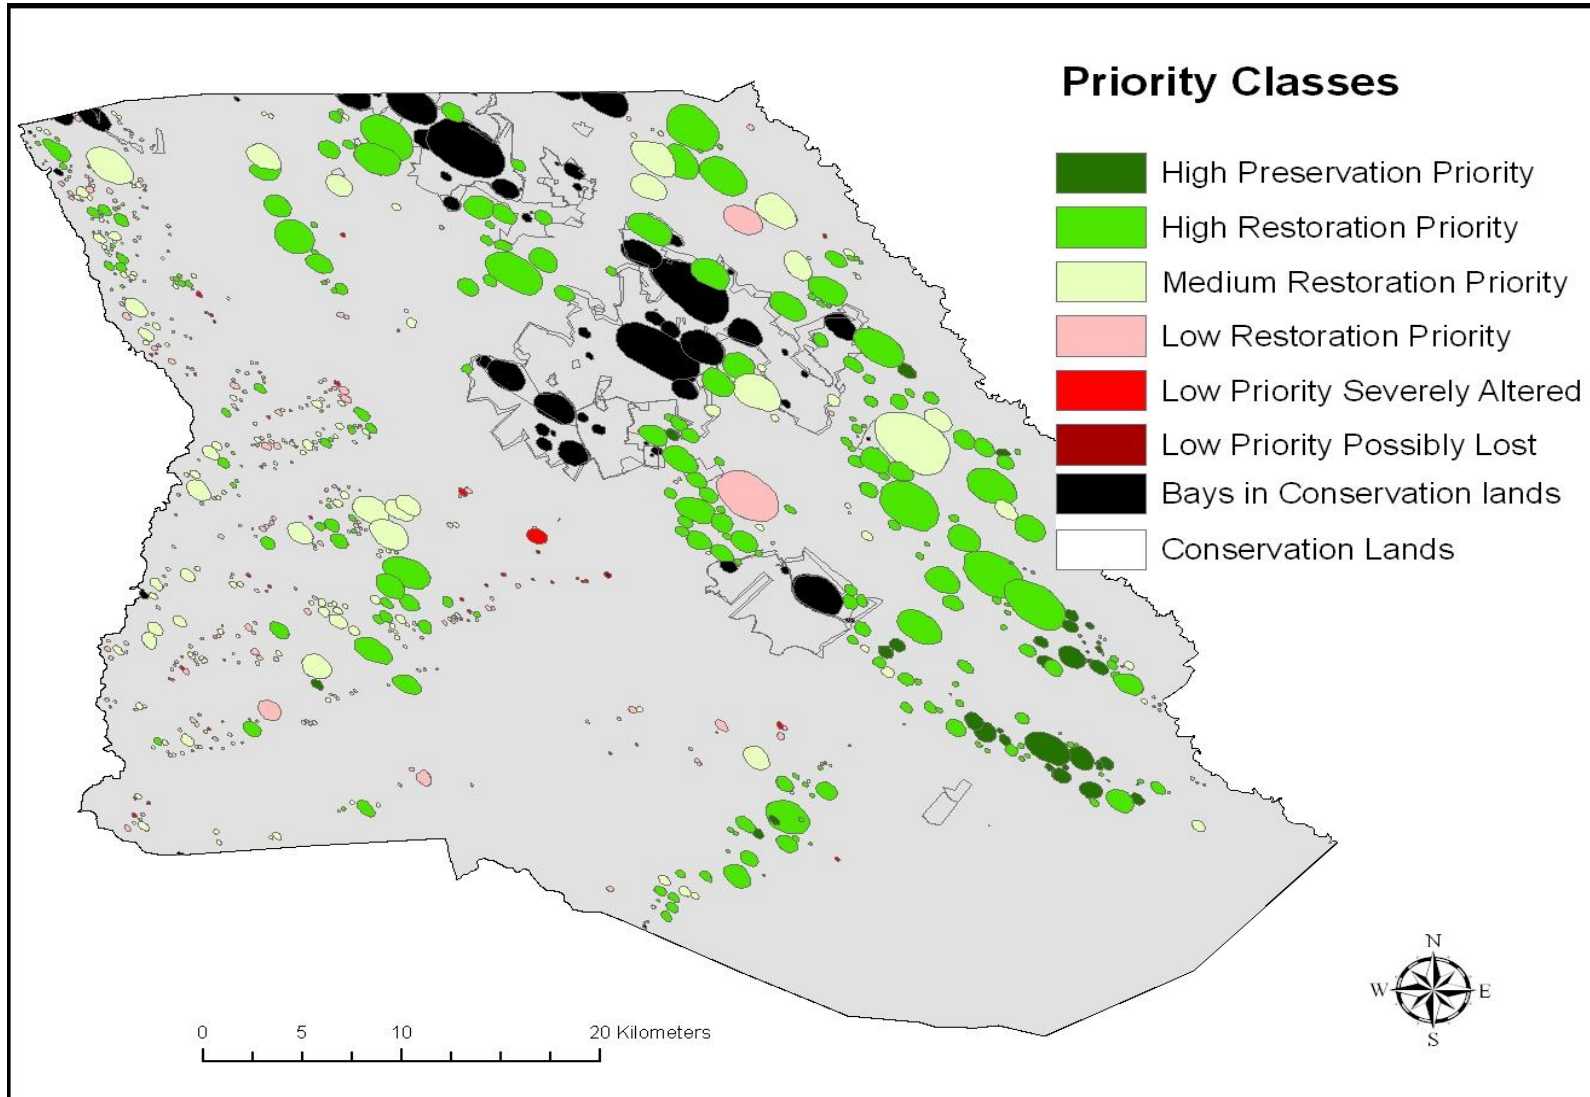 Priority Classes
High Preservation Priority
High Restoration Priority
Medium Restoration Priority
Low Restoration Priority
Low Priority Severely Altered
Low Priority Possibly Lost
Bays in Conservation lands
Conservation Lands
N
W E
S
0 5 10 20 Kilometers